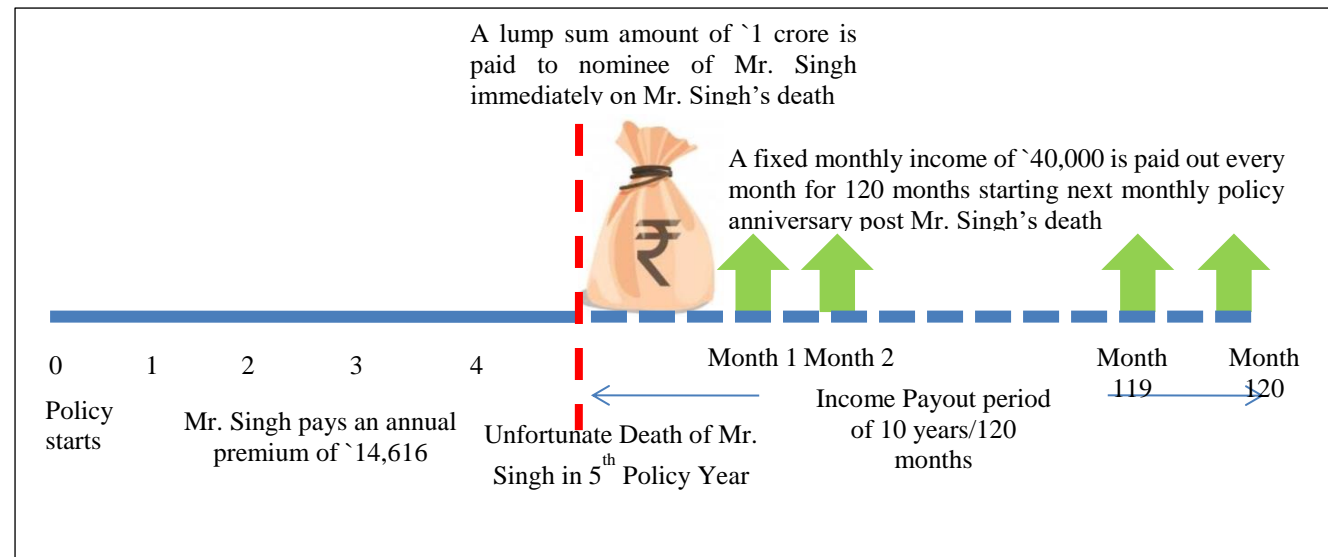 A lump sum amount of `1 crore is
paid to nominee of Mr. Singh
immediately on Mr. Singh's death
A fixed monthly income of `40,000 is paid out every
month for 120 months starting next monthly policy
anniversary post Mr. Singh's death
₹
0 1 2 3 4
Month 1 Month 2
Month
119
Month
120
Policy
starts
Mr. Singh pays an annual
premium of `14,616
Unfortunate Death of Mr.
Singh in 5th Policy Year
Income Payout period
of 10 years/120
months